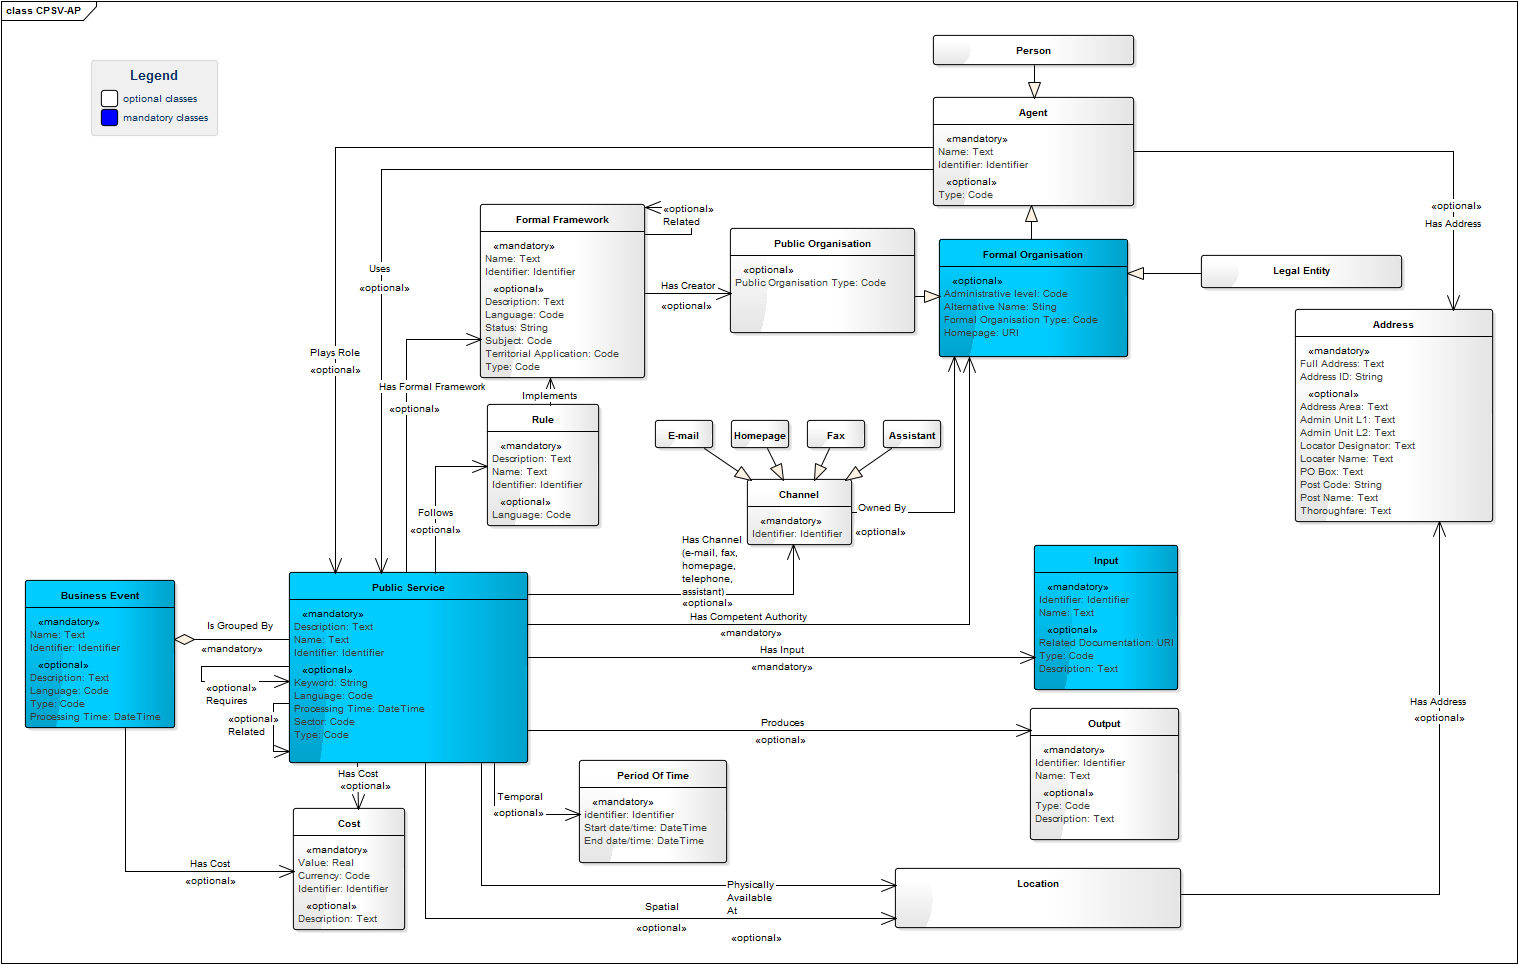 class CPSV-AP
Legend
optional classes
mandatory classes
Person
Agent
«mandatory»
Name: Text
Identifier: Identifier
«optional»
Type: Code
«optional»
Has Address
Formal Framework
«mandatory»
Name: Text
Identifier: Identifier
«optional»
Description: Text
Language: Code
Status: String
Subject: Code
Territorial Application: Code
Type: Code
«optional»
Related
Has Creator
«optional»
Public Organisation
«optional»
Public Organisation Type: Code
Formal Organisation
«optional»
Administrative level: Code
Alternative Name: Sting
Formal Organisation Type: Code
Homepage: URI
Legal Entity
Address
«mandatory»
Full Address: Text
Address ID: String
«optional»
Address Area: Text
Admin Unit L1: Text
Admin Unit L2: Text
Locator Designator: Text
Locater Name: Text
PO Box: Text
Post Code: String
Post Name: Text
Thoroughfare: Text
Uses
«optional»
Plays Role
«optional»
Has Formal Framework
«optional»
Implements
Rule
«mandatory»
Description: Text
Name: Text
Identifier: Identifier
«optional»
Language: Code
Follows
«optional»
E-mail
Homepage
Fax
Assistant
Channel
«mandatory»
Identifier: Identifier
Owned By
«optional»
Has Channel
(e-mail, fax,
homepage,
telephone,
assistant)
«optional»
Has Competent Authority
«mandatory»
Has Input
«mandatory»
Input
«mandatory»
Identifier: Identifier
Name: Text
«optional»
Related Documentation: URI
Type: Code
Description: Text
Business Event
«mandatory»
Name: Text
Identifier: Identifier
«optional»
Description: Text
Language: Code
Type: Code
Processing Time: DateTime
Is Grouped By
«mandatory»
«optional»
Requires
«optional»
Related
Public Service
«mandatory»
Description: Text
Name: Text
Identifier: Identifier
«optional»
Keyword: String
Language: Code
Processing Time: DateTime
Sector: Code
Type: Code
Produces
«optional»
Output
«mandatory»
Identifier: Identifier
Name: Text
«optional»
Type: Code
Description: Text
Has Address
«optional»
Has Cost
«optional»
Temporal
«optional»
Period Of Time
«mandatory»
identifier: Identifier
Start date/time: DateTime
End date/time: DateTime
Cost
«mandatory»
Value: Real
Currency: Code
Identifier: Identifier
«optional»
Description: Text
Has Cost
«optional»
Physically
Available
At
«optional»
Spatial
«optional»
Location